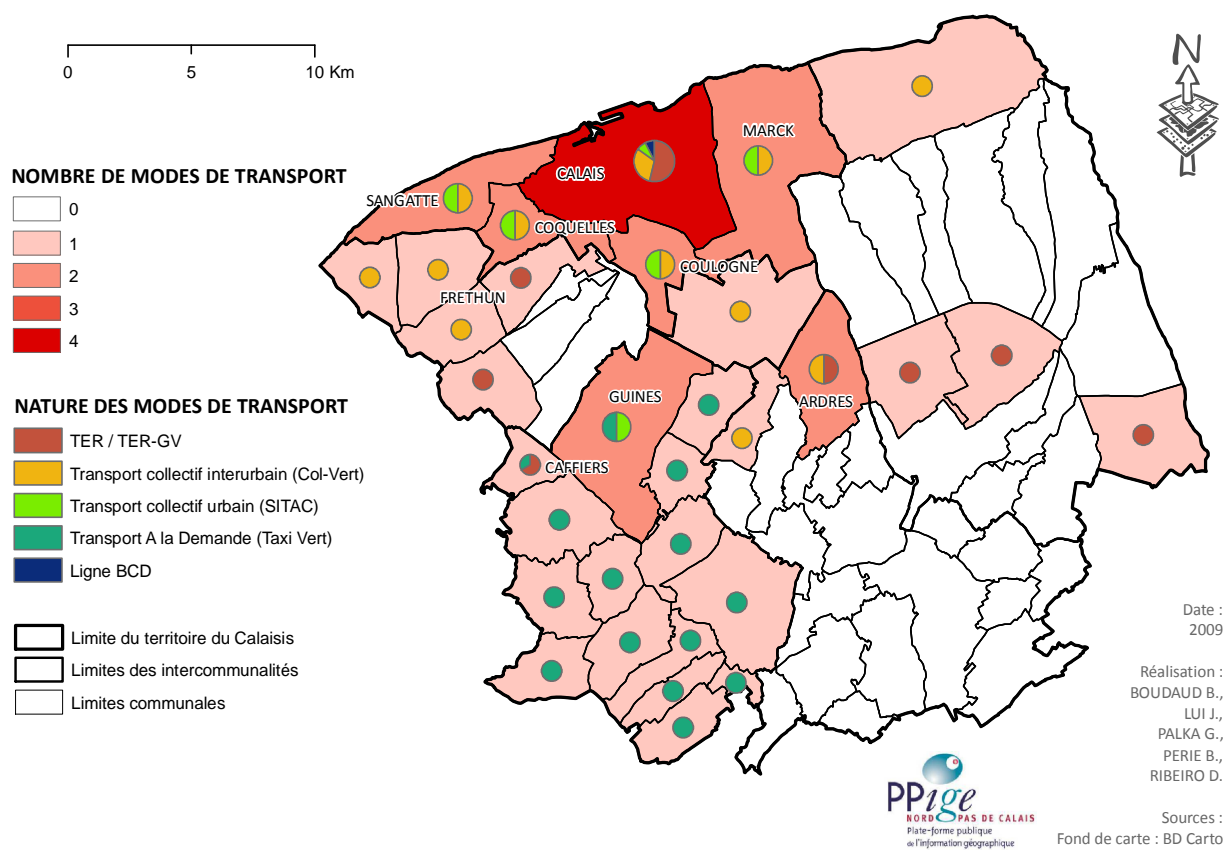 0
5
10 Km
N
NOMBRE DE MODES DE TRANSPORT
0
1
2
3
4
NATURE DES MODES DE TRANSPORT
TER / TER-GV
Transport collectif interurbain (Col-Vert)
Transport collectif urbain (SITAC)
Transport A la Demande (Taxi Vert)
Ligne BCD
Limite du territoire du Calaisis
Limites des intercommunalités
Limites communales
MARCK
CALAIS
SANGATTE
COQUELLES
COULOGNE
FRETHUN
GUINES
ARDRES
CAFFIERS
Date :
2009
Réalisation :
BOUDAUD B.,
LUI J.,
PALKA G.,
PERIE B.,
RIBEIRO D.
Sources :
Fond de carte : BD Carto
PPige
NORD PAS DE CALAIS
Plate-forme publique
de l'information géographique